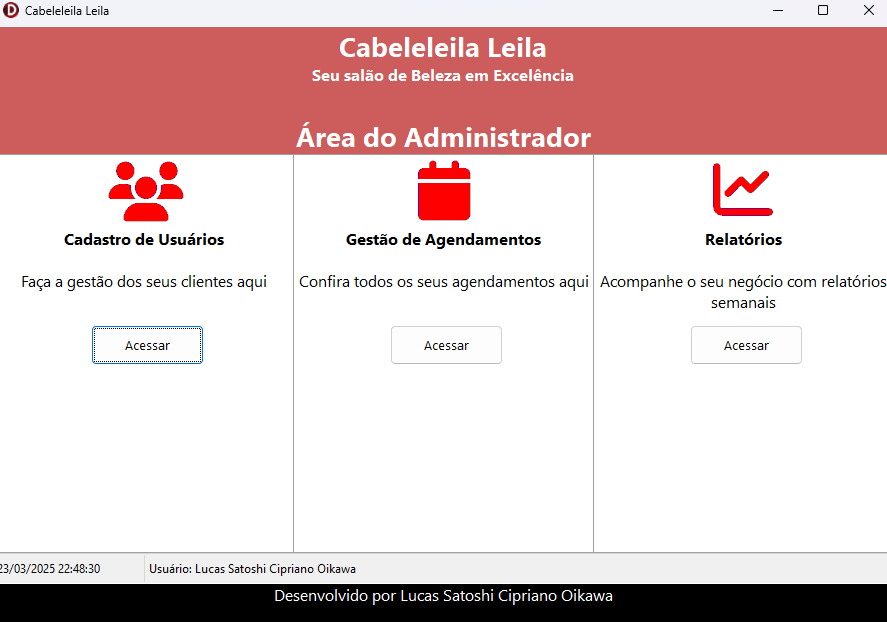 Cabeleleila Leila
Cabeleleila Leila
Seu salão de Beleza em Excelência
Área do Administrador
Cadastro de Usuários
Faça a gestão dos seus clientes aqui
Acessar
Gestão de Agendamentos
Confira todos os seus agendamentos aqui
Acessar
Relatórios
Acompanhe o seu negócio com relatórios
semanais
Acessar
23/03/2025 22:48:30
Usuário: Lucas Satoshi Cipriano Oikawa
Desenvolvido por Lucas Satoshi Cipriano Oikawa